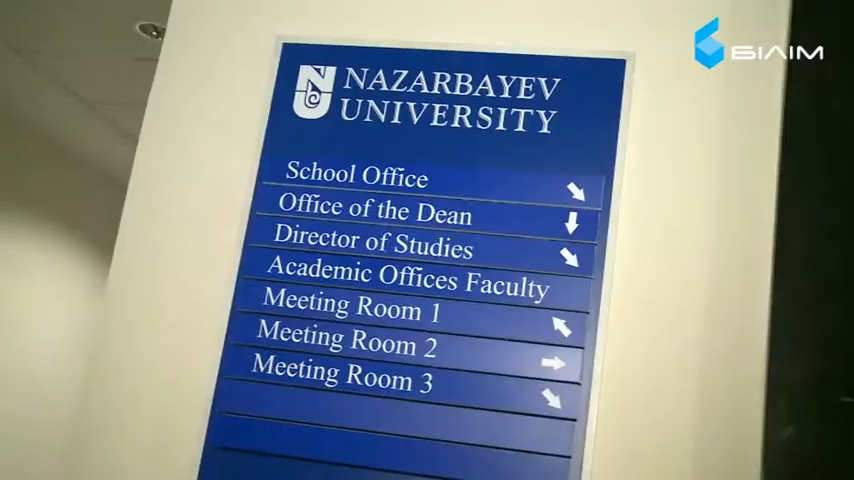 БІЛІМ
NAZARBAYEV
UNIVERSITY
School Office
Office of the Dean
Director of Studies
Academic Offices Faculty
Meeting Room 1
Meeting Room 2
Meeting Room 3